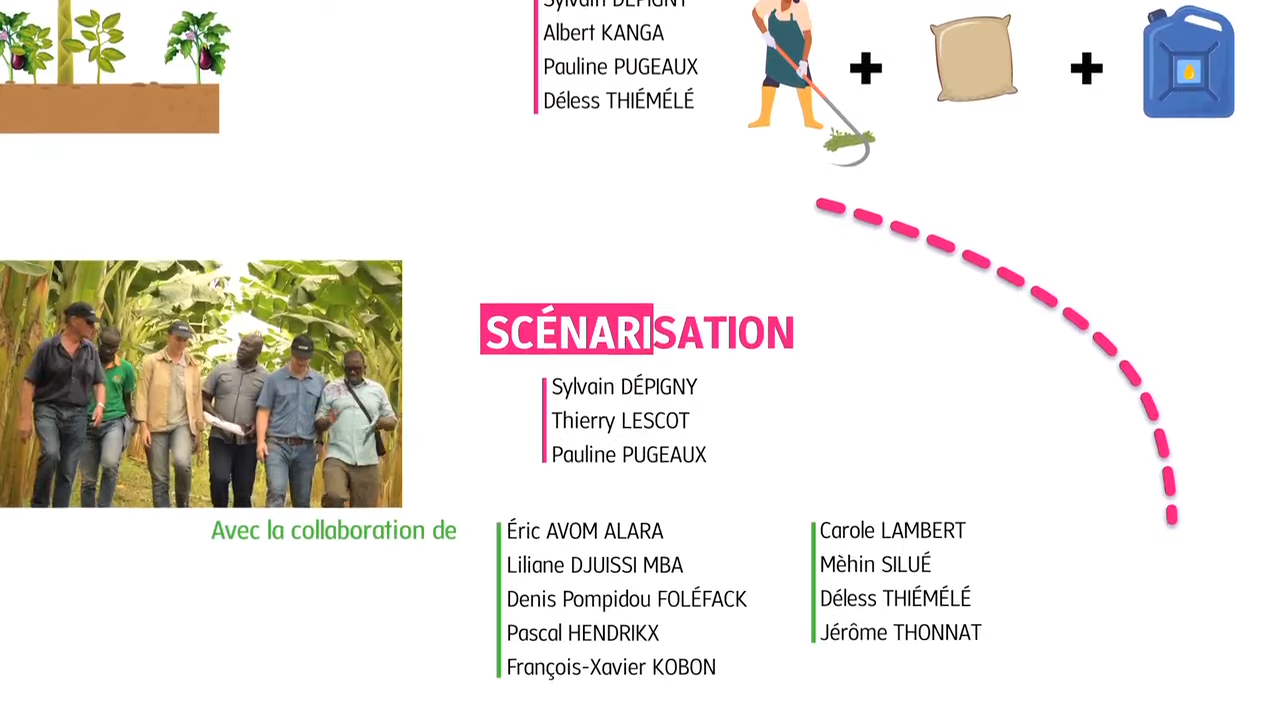 Sylvain DÉPIGNY
Albert KANGA
Pauline PUGEAUX
Déless THIÉMÉLÉ
SCÉNARISATION
Sylvain DÉPIGNY
Thierry LESCOT
Pauline PUGEAUX
Avec la collaboration de
Éric AVOM ALARA
Liliane DJUISSI MBA
Denis Pompidou FOLÉFACK
Pascal HENDRIKX
François-Xavier KOBON
Carole LAMBERT
Mèhin SILUÉ
Déless THIÉMÉLÉ
Jérôme THONNAT